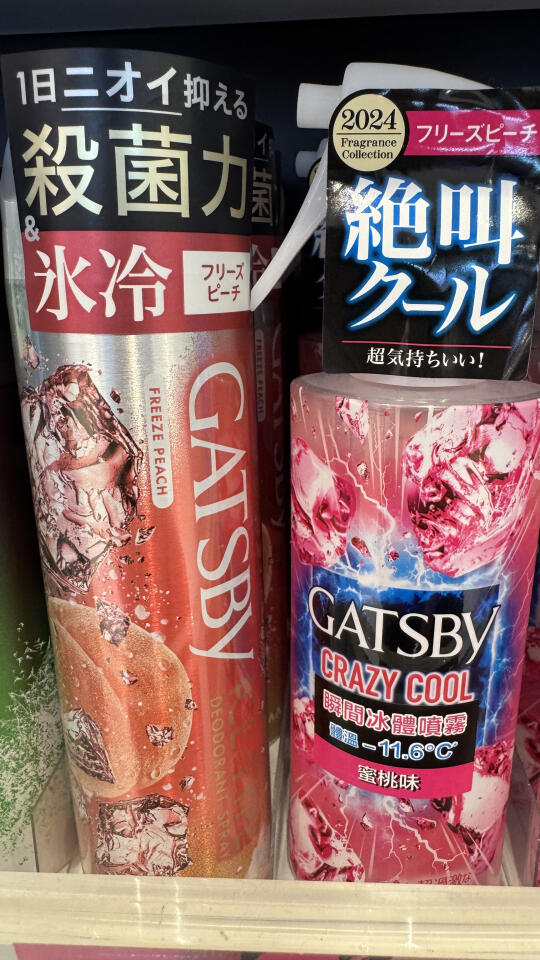 1日ニオイ抑える
殺菌力
&
氷冷
フリーズ
ピーチ
FREEZE PEACH
GATSBY
DEODORANT
2024
Fragrance
Collection
フリーズピーチ
絶叫
クール
超気持ちいい!
GATSBY
CRAZY COOL
瞬間冰體噴霧
體溫-11.6°C*
蜜桃味
FREEZE PEACH